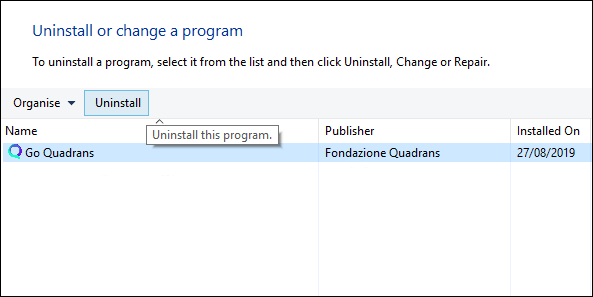 Uninstall or change a program
To uninstall a program, select it from the list and then click Uninstall, Change or Repair.
Organise Uninstall
Name Publisher Installed On
Uninstall this program.
Go Quadrans Fondazione Quadrans 27/08/2019